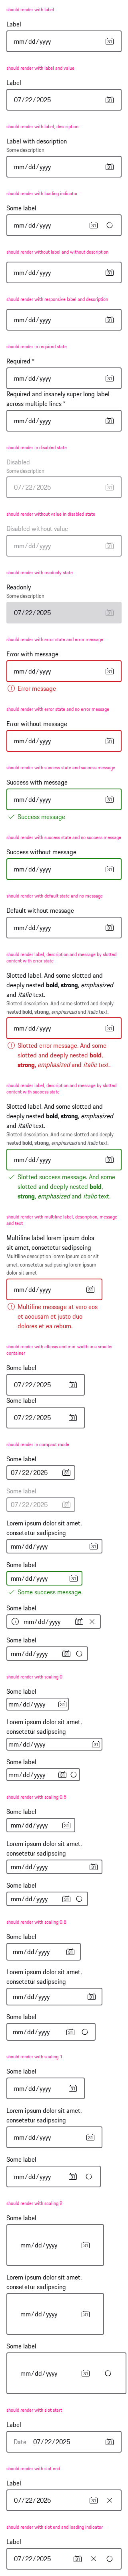 should render with label
Label
mm/dd/yyyy
should render with label and value
Label
07/22/2025
should render with label, description
Label with description
Some description
mm/dd/yyyy
should render with loading indicator
Some label
mm/dd/yyyy
should render without label and without description
mm/dd/yyyy
should render with responsive label and description
mm/dd/yyyy
should render in required state
Required *
mm/dd/yyyy
Required and insanely super long label
across multiple lines *
mm/dd/yyyy
should render in disabled state
Disabled
Some description
07/22/2025
should render without value in disabled state
Disabled without value
mm/dd/yyyy
should render with readonly state
Readonly
Some description
07/22/2025
should render with error state and error message
Error with message
mm/dd/yyyy
Error message
should render with error state and no error message
Error without message
mm/dd/yyyy
should render with success state and success message
Success with message
mm/dd/yyyy
Success message
should render with success state and no success message
Success without message
mm/dd/yyyy
should render with default state and no message
Default without message
mm/dd/yyyy
should render label, description and message by slotted
content with error state
Slotted label. And some slotted and
deeply nested bold, strong, emphasized
and italic text.
Slotted description. And some slotted and deeply
nested bold, strong, emphasized and italic text.
mm/dd/yyyy
Slotted error message. And some
slotted and deeply nested bold,
strong, emphasized and italic text.
should render label, description and message by slotted
content with success state
Slotted label. And some slotted and
deeply nested bold, strong, emphasized
and italic text.
Slotted description. And some slotted and deeply
nested bold, strong, emphasized and italic text.
mm/dd/yyyy
Slotted success message. And some
slotted and deeply nested bold,
strong, emphasized and italic text.
should render with multiline label, description, message
and text
Multiline label lorem ipsum dolor
sit amet, consetetur sadipscing
Multiline description lorem ipsum dolor sit
amet, consetetur sadipscing lorem ipsum
dolor sit amet
mm/dd/yyyy
Multiline message at vero eos
et accusam et justo duo
dolores et ea rebum.
should render with ellipsis and min-width in a smaller
container
Some label
07/22/2025
Some label
07/22/2025
should render in compact mode
Some label
07/22/2025
Some label
07/22/2025
Lorem ipsum dolor sit amet,
consetetur sadipscing
mm/dd/yyyy
Some label
mm/dd/yyyy
Some success message.
Some label
mm/dd/yyyy
Some label
mm/dd/yyyy
should render with scaling 0
Some label
mm/dd/yyyy
Lorem ipsum dolor sit amet,
consetetur sadipscing
mm/dd/yyyy
Some label
mm/dd/yyyy
should render with scaling 0.5
Some label
mm/dd/yyyy
Lorem ipsum dolor sit amet,
consetetur sadipscing
mm/dd/yyyy
Some label
mm/dd/yyyy
should render with scaling 0.8
Some label
mm/dd/yyyy
Lorem ipsum dolor sit amet,
consetetur sadipscing
mm/dd/yyyy
Some label
mm/dd/yyyy
should render with scaling 1
Some label
mm/dd/yyyy
Lorem ipsum dolor sit amet,
consetetur sadipscing
mm/dd/yyyy
Some label
mm/dd/yyyy
should render with scaling 2
Some label
mm/dd/yyyy
Lorem ipsum dolor sit amet,
consetetur sadipscing
mm/dd/yyyy
Some label
mm/dd/yyyy
should render with slot start
Label
Date 07/22/2025
should render with slot end
Label
07/22/2025
should render with slot end and loading indicator
Label
07/22/2025